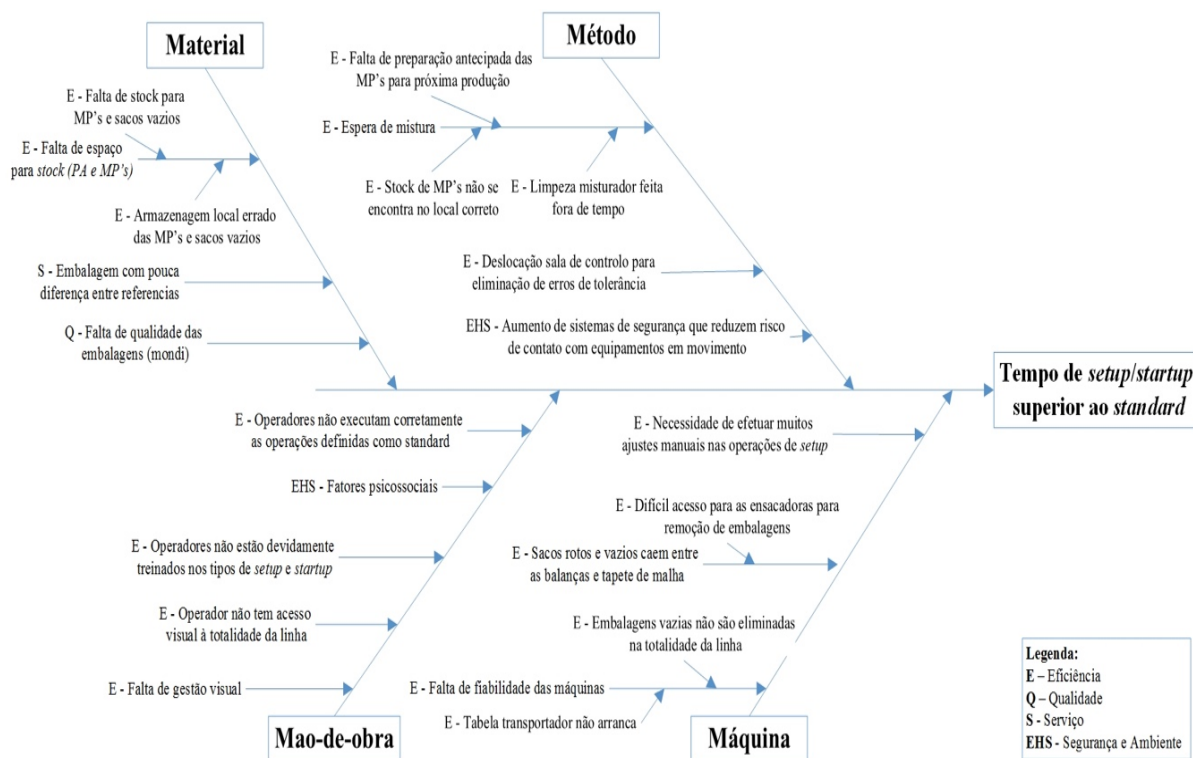 Material
E - Falta de stock para
MP's e sacos vazios
E - Falta de espaço
para stock (PA e MP's)
E - Armazenagem local errado
das MP's e sacos vazios
S - Embalagem com pouca
diferença entre referencias
Q - Falta de qualidade das
embalagens (mondi)
Método
E - Falta de preparação antecipada das
MP's para próxima produção
E - Espera de mistura
E - Stock de MP's não se
encontra no local correto
E - Limpeza misturador feita
fora de tempo
E - Deslocação sala de controlo para
eliminação de erros de tolerância
EHS - Aumento de sistemas de segurança que reduzem risco
de contato com equipamentos em movimento
Tempo de setup/startup
superior ao standard
E - Operadores não executam corretamente
as operações definidas como standard
EHS - Fatores psicossociais
E - Operadores não estão devidamente
treinados nos tipos de setup e startup
E - Operador não tem acesso
visual à totalidade da linha
E - Falta de gestão visual
Mao-de-obra
E - Necessidade de efetuar muitos
ajustes manuais nas operações de setup
E - Difícil acesso para as ensacadoras para
remoção de embalagens
E - Sacos rotos e vazios caem entre
as balanças e tapete de malha
E - Embalagens vazias não são eliminadas
na totalidade da linha
E - Falta de fiabilidade das máquinas
E - Tabela transportador não arranca
Máquina
Legenda:
E – Eficiência
Q – Qualidade
S - Serviço
EHS - Segurança e Ambiente